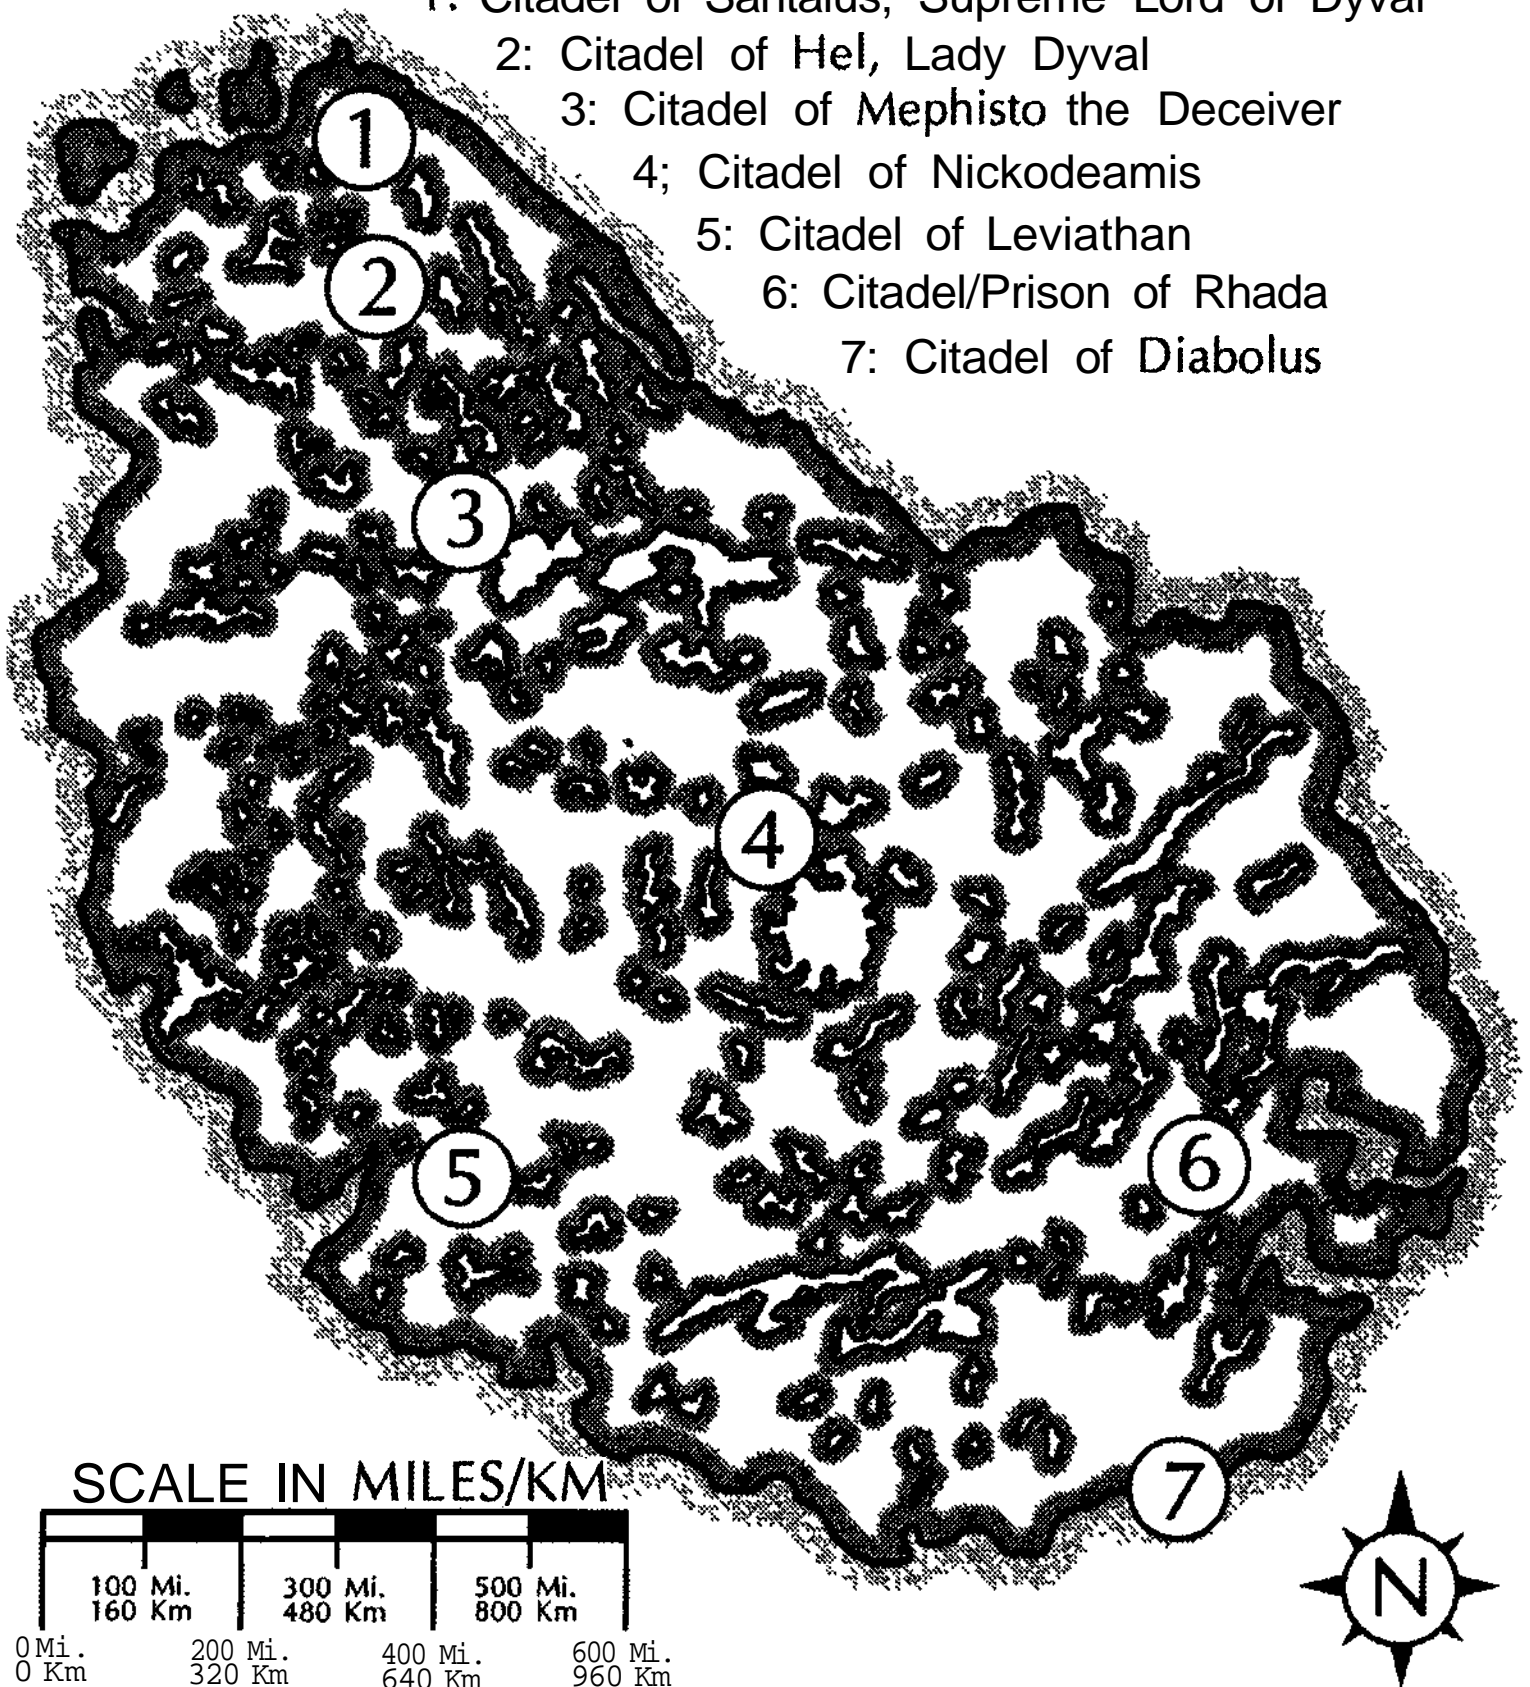 1: Citadel of Santalus, Supreme Lord of Dyval
2: Citadel of Hel, Lady Dyval
3: Citadel of Mephisto the Deceiver
4; Citadel of Nickodeamis
5: Citadel of Leviathan
6: Citadel/Prison of Rhada
7: Citadel of Diabolus
1
2
3
4
5
6
7
SCALE IN MILES/KM
100 Mi. 300 Mi. 500 Mi.
160 Km 480 Km 800 Km
0 Mi. 200 Mi. 400 Mi. 600 Mi.
0 Km 320 Km 640 Km 960 Km
N